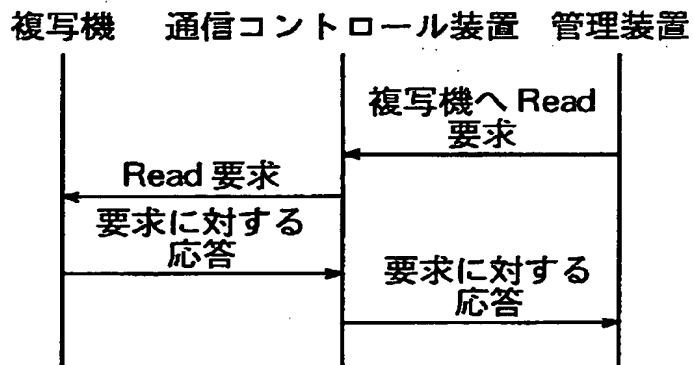 複写機 通信コントロール装置 管理装置
複写機へ Read
要求
Read 要求
要求に対する
応答
要求に対する
応答